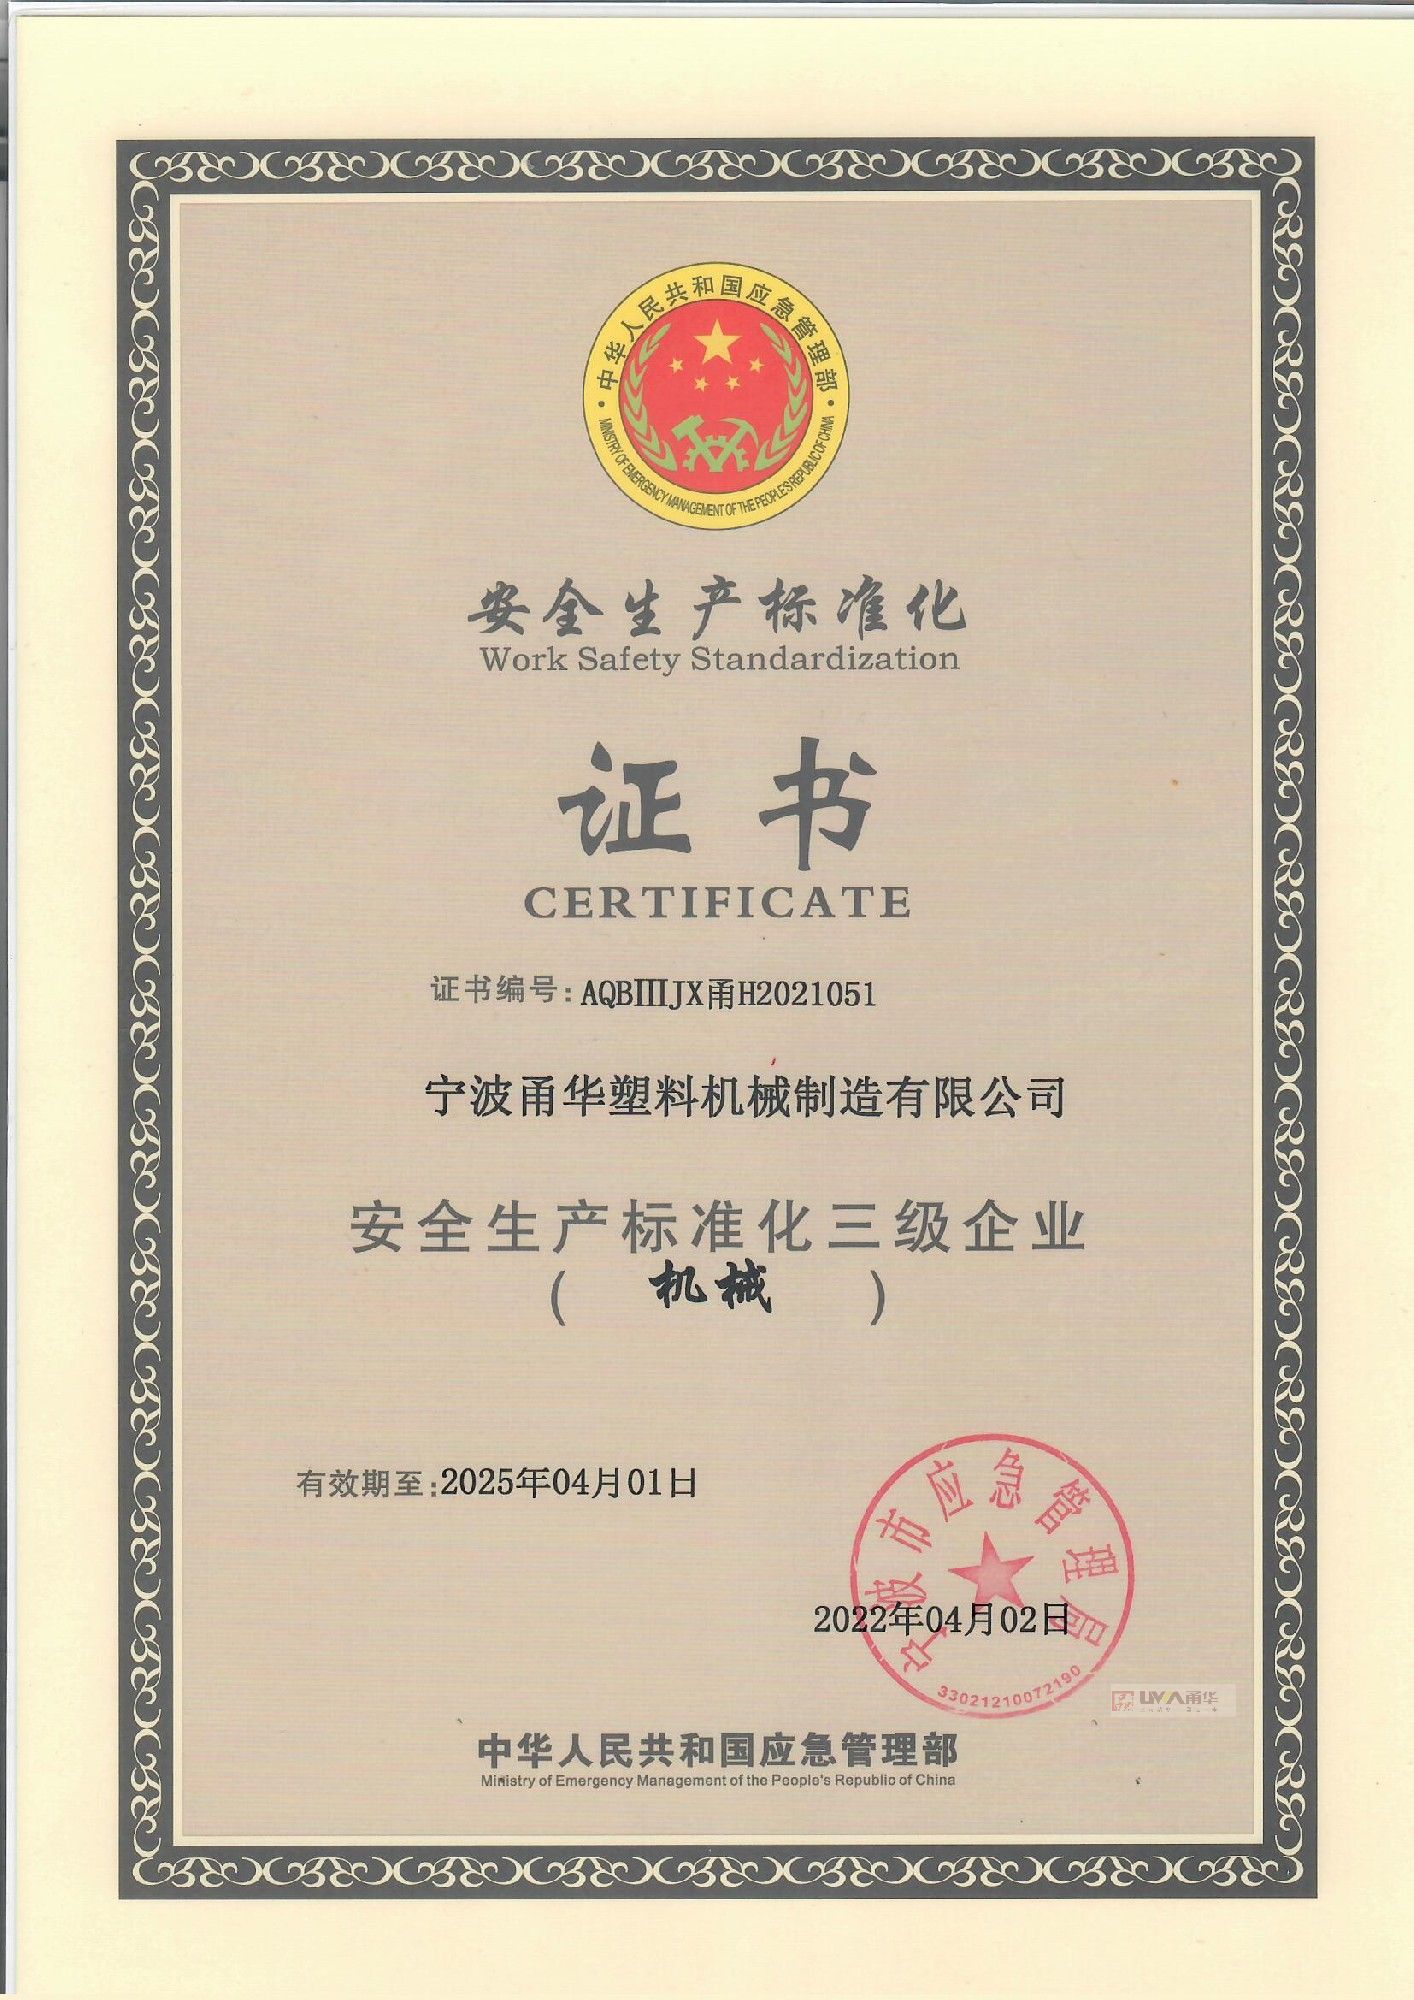 中华人民共和国应急管理部
MINISTRY OF EMERGENCY MANAGEMENT OF THE PEOPLE'S REPUBLIC OF CHINA
安全生产标准化
Work Safety Standardization
证书
CERTIFICATE
证书编号:AQBⅢJX甬H2021051
宁波甬华塑料机械制造有限公司
安全生产标准化三级企业
(机械)
有效期至:2025年04月01日
宁波市应急管理局
2022年04月02日
33021210072190
甬华
中华人民共和国应急管理部
Ministry of Emergency Management of the People's Republic of China